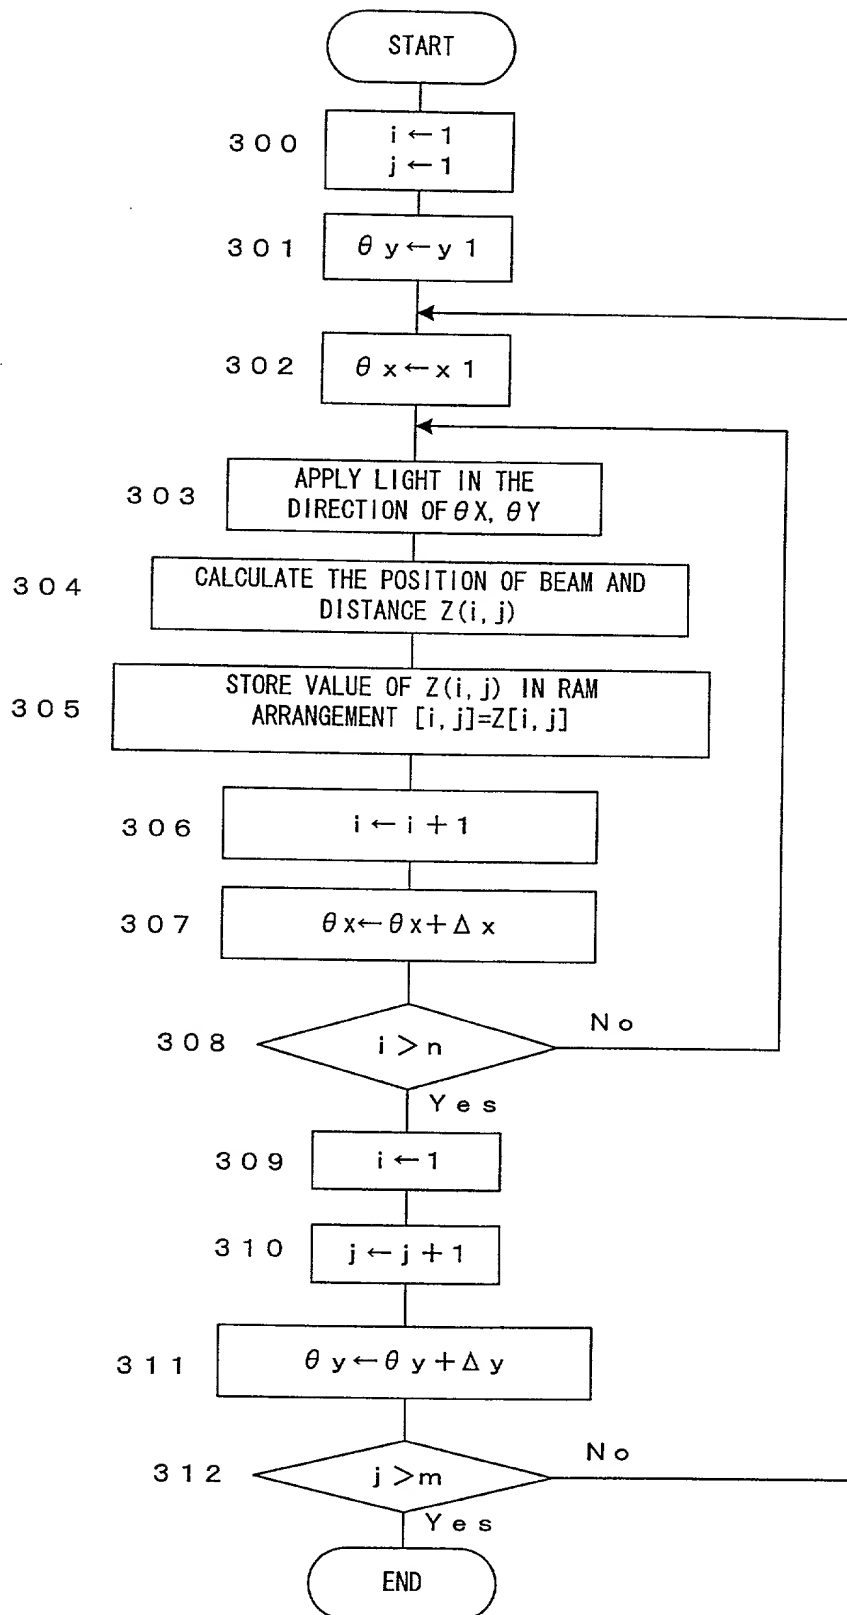 START
300
i←1
j←1
301
θy←y1
302
θx←x1
303
APPLY LIGHT IN THE
DIRECTION OF θX, θY
304
CALCULATE THE POSITION OF BEAM AND
DISTANCE Z(i,j)
305
STORE VALUE OF Z(i,j) IN RAM
ARRANGEMENT [i,j]=Z[i,j]
306
i←i+1
307
θx←θx+Δx
308
i>n
No
Yes
309
i←1
310
j←j+1
311
θy←θy+Δy
312
j>m
No
Yes
END